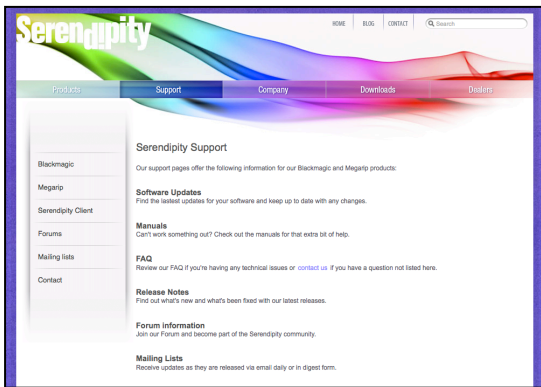 Serendipity
HOME BLOG CONTACT Search
Products Support Company Downloads Dealers
Serendipity Support
Our support pages offer the following information for our Blackmagic and Megarip products:
Blackmagic
Megarip
Serendipity Client
Forums
Mailing lists
Contact
Software Updates
Find the lastest updates for your software and keep up to date with any changes.
Manuals
Can't work something out? Check out the manuals for that extra bit of help.
FAQ
Review our FAQ if you're having any technical issues or contact us if you have a question not listed here.
Release Notes
Find out what's new and what's been fixed with our latest releases.
Forum information
Join our Forum and become part of the Serendipity community.
Mailing Lists
Receive updates as they are released via email daily or in digest form.